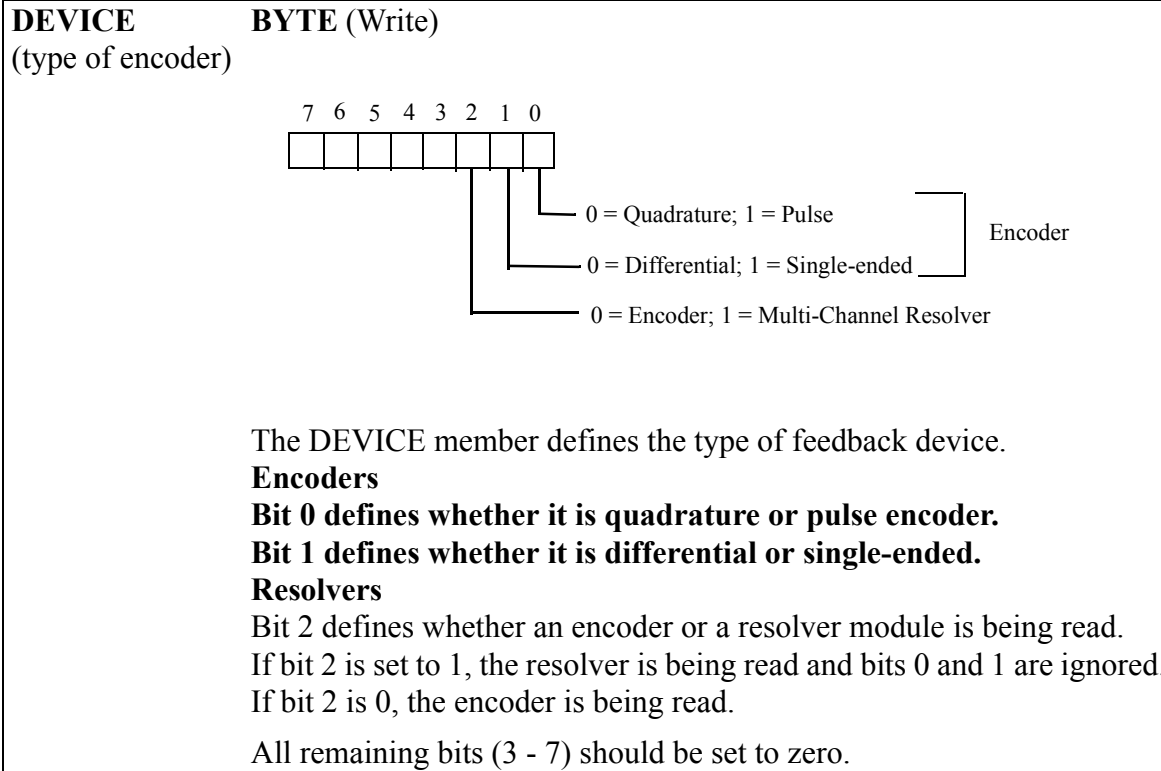 DEVICE BYTE (Write)
(type of encoder)
7 6 5 4 3 2 1 0
0 = Quadrature; 1 = Pulse
Encoder
0 = Differential; 1 = Single-ended
0 = Encoder; 1 = Multi-Channel Resolver
The DEVICE member defines the type of feedback device.
Encoders
Bit 0 defines whether it is quadrature or pulse encoder.
Bit 1 defines whether it is differential or single-ended.
Resolvers
Bit 2 defines whether an encoder or a resolver module is being read.
If bit 2 is set to 1, the resolver is being read and bits 0 and 1 are ignored.
If bit 2 is 0, the encoder is being read.
All remaining bits (3 - 7) should be set to zero.